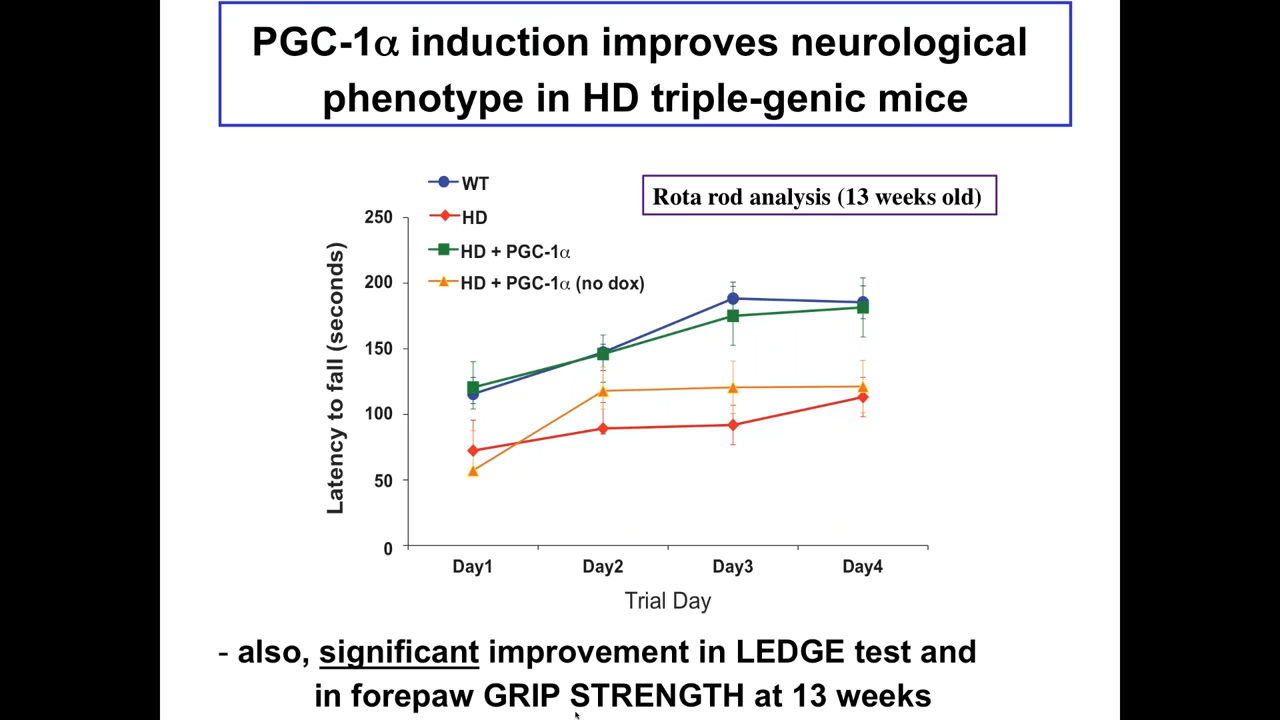 PGC-1α induction improves neurological
phenotype in HD triple-genic mice
WT
HD
HD + PGC-1α
HD + PGC-1α (no dox)
Rota rod analysis (13 weeks old)
Latency to fall (seconds)
250
200
150
100
50
0
Day1 Day2 Day3 Day4
Trial Day
- also, significant improvement in LEDGE test and
in forepaw GRIP STRENGTH at 13 weeks